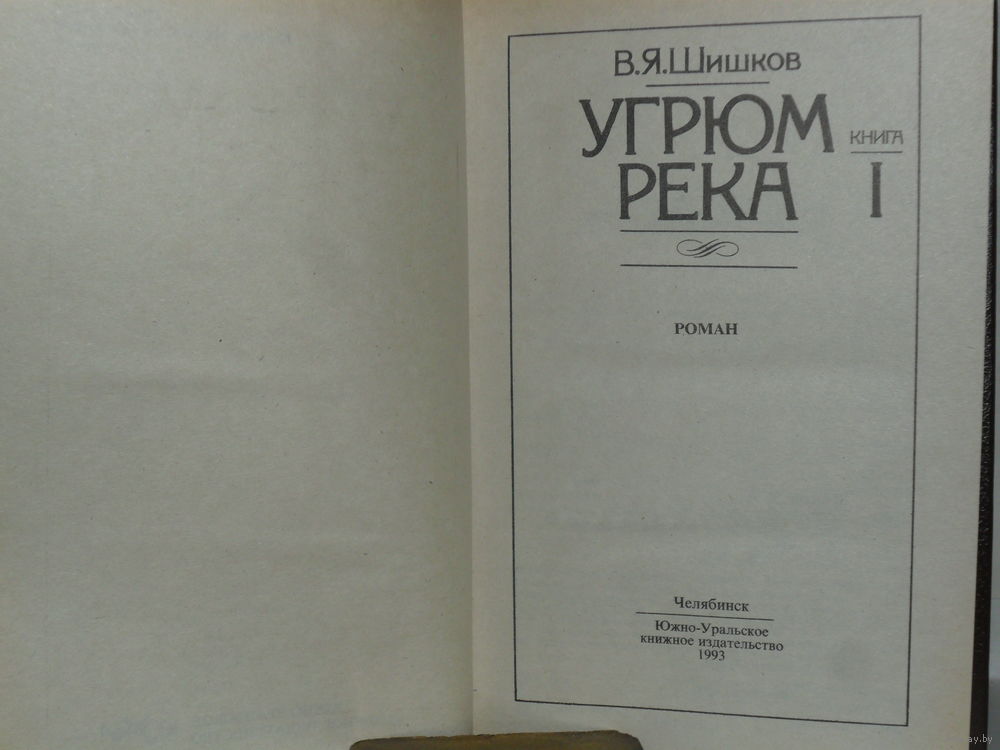 В.Я.Шишков
УГРЮМ
РЕКА
КНИГА
I
РОМАН
Челябинск
Южно-Уральское
книжное издательство
1993